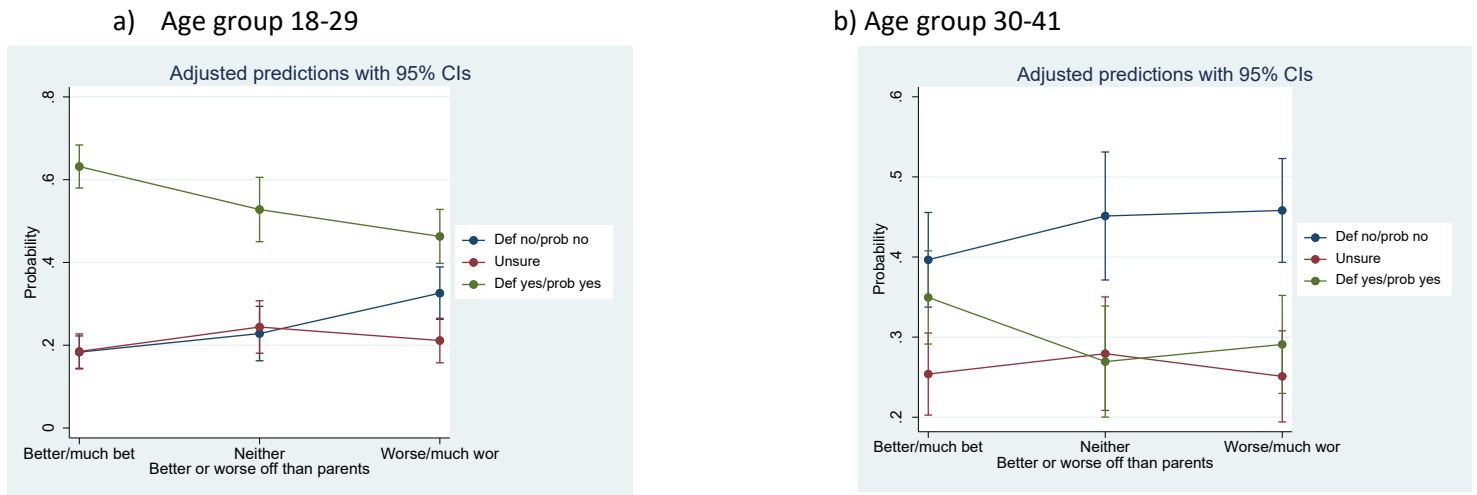 a) Age group 18-29
Adjusted predictions with 95% CIs
.8
.6
.4
.2
0
Probability
Better/much bet
Neither
Worse/much wor
Better or worse off than parents
Def no/prob no
Unsure
Def yes/prob yes
b) Age group 30-41
Adjusted predictions with 95% CIs
.6
.5
.4
.3
.2
Probability
Better/much bet
Neither
Worse/much wor
Better or worse off than parents
Def no/prob no
Unsure
Def yes/prob yes